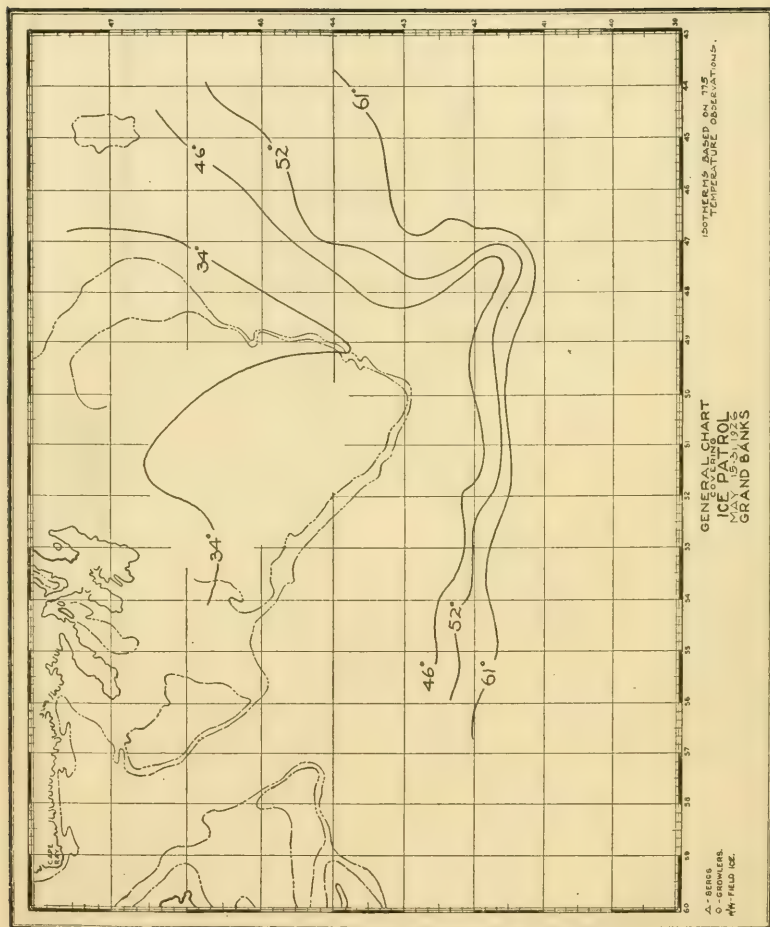 CAPE
RAY
34°
34°
46°
52°
61°
46°
52°
61°
47
46
45
44
43
42
41
40
39
60
59
58
57
56
55
54
53
52
51
50
49
48
47
46
45
44
43
△ - BERGS
○ - GROWLERS
- FIELD ICE.
GENERAL CHART
COVERING
ICE PATROL
MAY 15-31, 1926
GRAND BANKS
ISOTHERMS BASED ON 775
TEMPERATURE OBSERVATIONS.